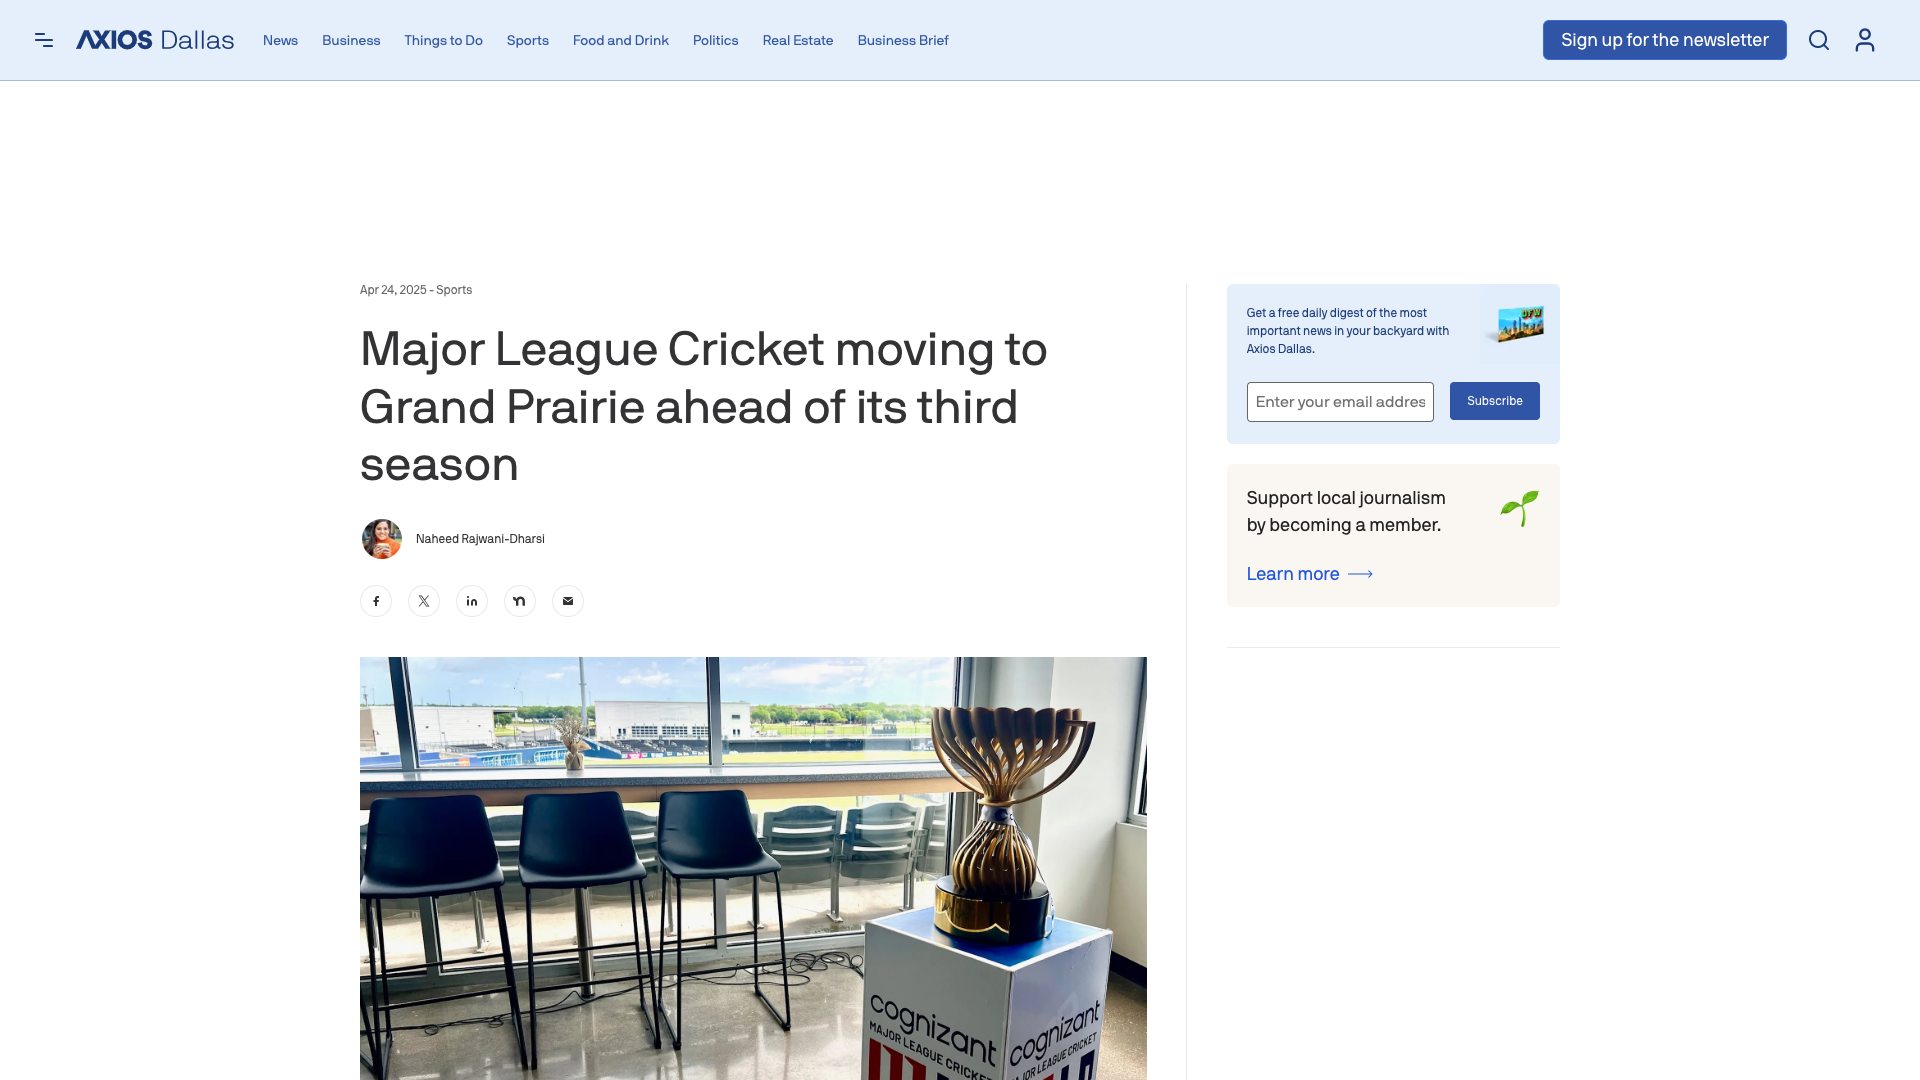 AXIOS Dallas
News
Business
Things to Do
Sports
Food and Drink
Politics
Real Estate
Business Brief
Sign up for the newsletter
Apr 24, 2025 - Sports
Major League Cricket moving to
Grand Prairie ahead of its third
season
Naheed Rajwani-Dharsi
Get a free daily digest of the most
important news in your backyard with
Axios Dallas.
DFW
Enter your email addres
Subscribe
Support local journalism
by becoming a member.
Learn more
cognizant
MAJOR LEAGUE CRICKET
cognizant
MAJOR LEAGUE CRICKET